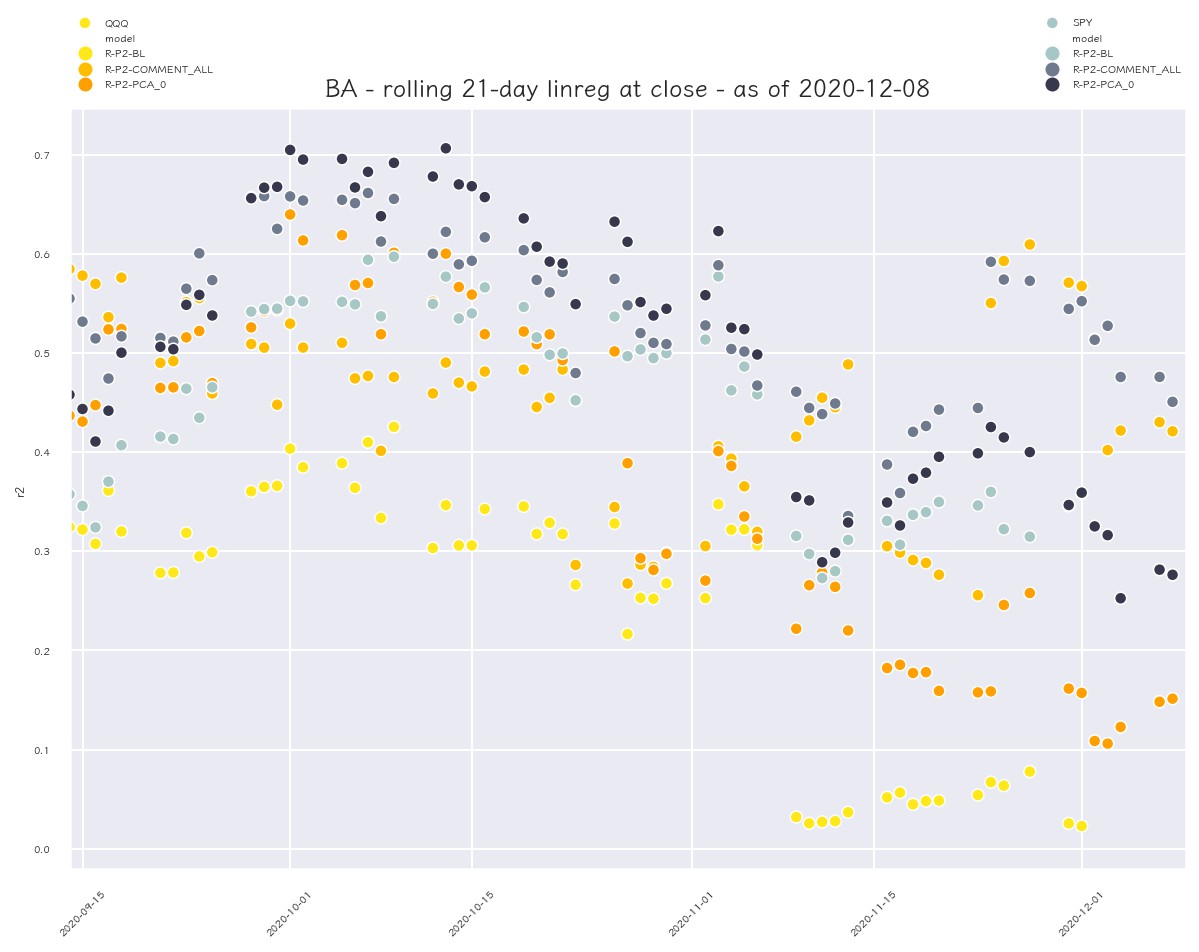 QQQ
model
R-P2-BL
R-P2-COMMENT_ALL
R-P2-PCA_0
SPY
model
R-P2-BL
R-P2-COMMENT_ALL
R-P2-PCA_0
BA - rolling 21-day linreg at close - as of 2020-12-08
0.7
0.6
0.5
0.4
0.3
0.2
0.1
0.0
r2
2020-09-15
2020-10-01
2020-10-15
2020-11-01
2020-11-15
2020-12-01